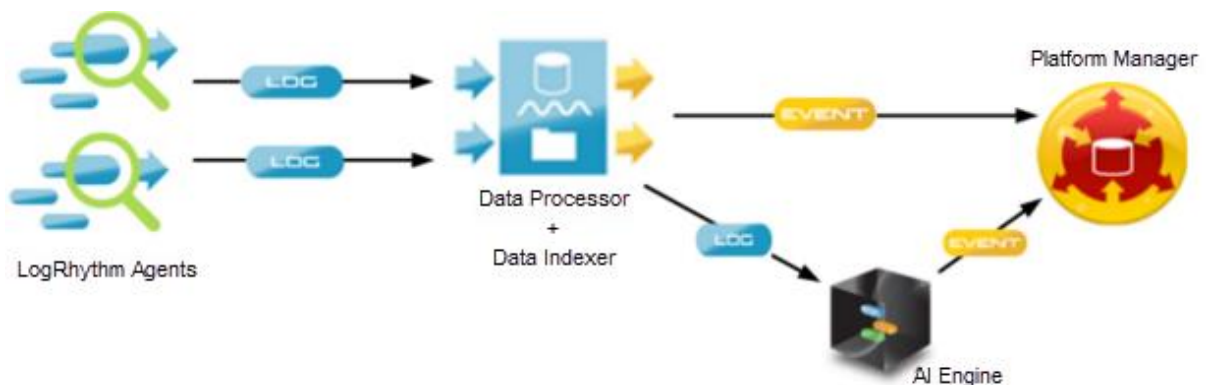 Platform Manager
LOG
EVENT
LOG
Data Processor
+
Data Indexer
LOG
EVENT
LogRhythm Agents
AI Engine